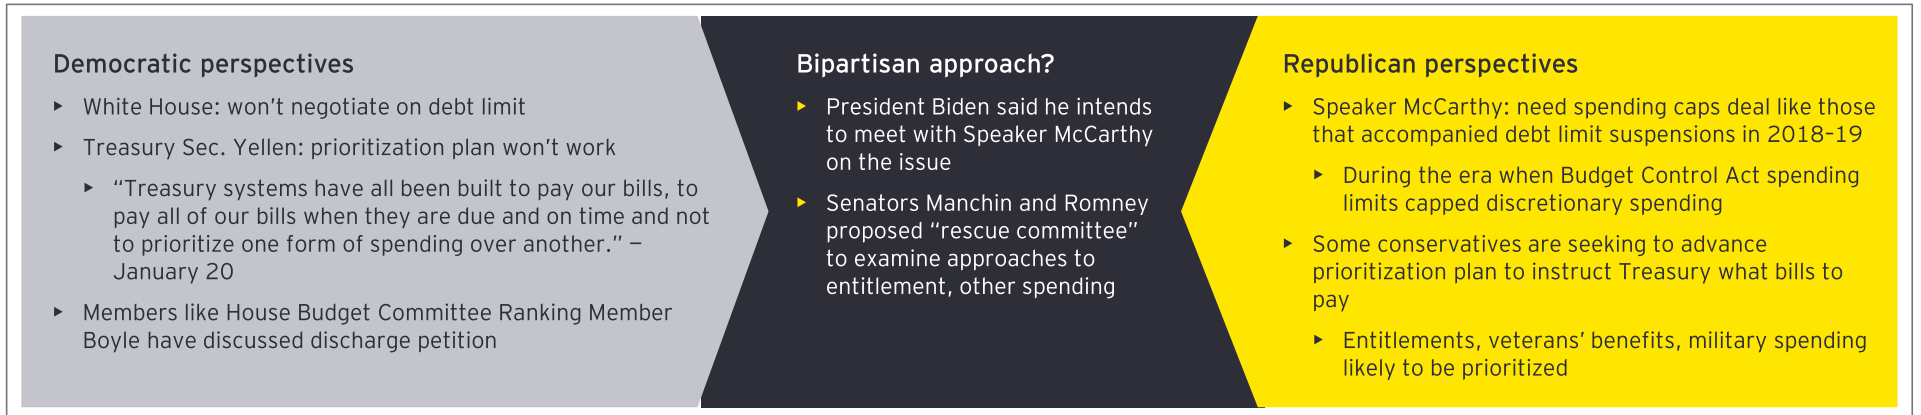 Democratic perspectives
▸ White House: won’t negotiate on debt limit
▸ Treasury Sec. Yellen: prioritization plan won’t work
▸ “Treasury systems have all been built to pay our bills, to
pay all of our bills when they are due and on time and not
to prioritize one form of spending over another.” –
January 20
▸ Members like House Budget Committee Ranking Member
Boyle have discussed discharge petition
Bipartisan approach?
▸ President Biden said he intends
to meet with Speaker McCarthy
on the issue
▸ Senators Manchin and Romney
proposed “rescue committee”
to examine approaches to
entitlement, other spending
Republican perspectives
▸ Speaker McCarthy: need spending caps deal like those
that accompanied debt limit suspensions in 2018–19
▸ During the era when Budget Control Act spending
limits capped discretionary spending
▸ Some conservatives are seeking to advance
prioritization plan to instruct Treasury what bills to
pay
▸ Entitlements, veterans’ benefits, military spending
likely to be prioritized